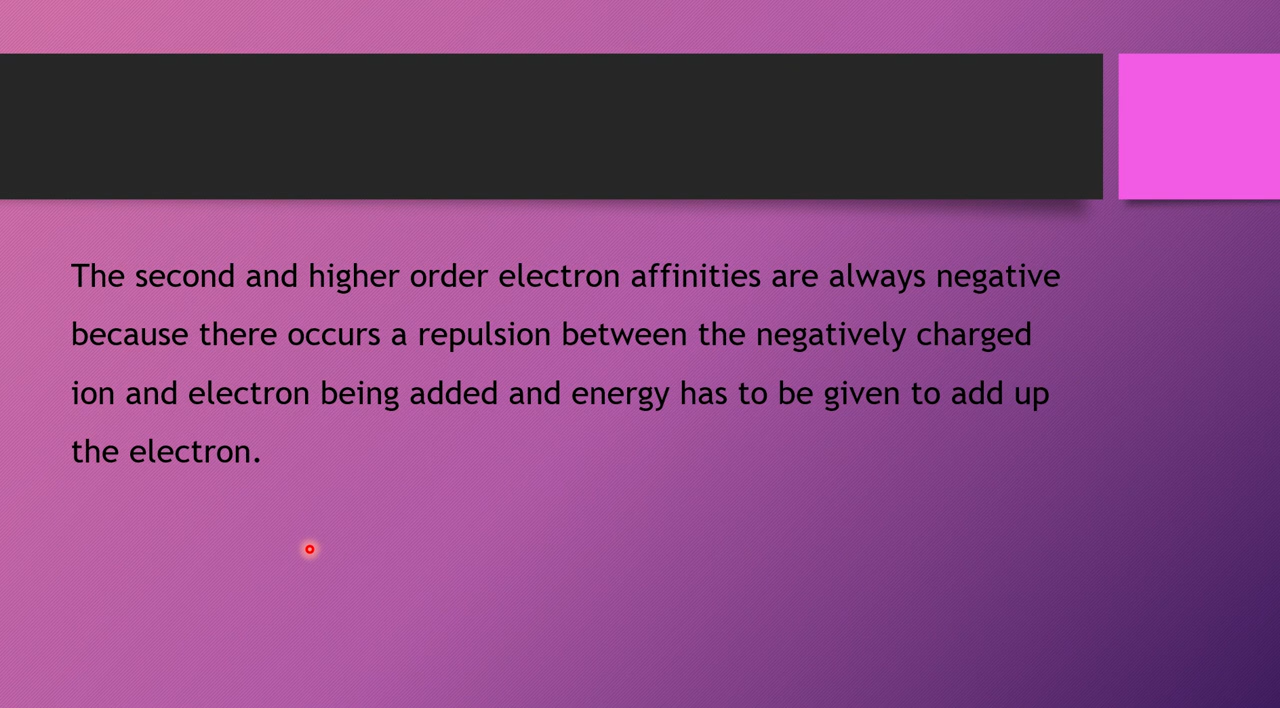 The second and higher order electron affinities are always negative
because there occurs a repulsion between the negatively charged
ion and electron being added and energy has to be given to add up
the electron.